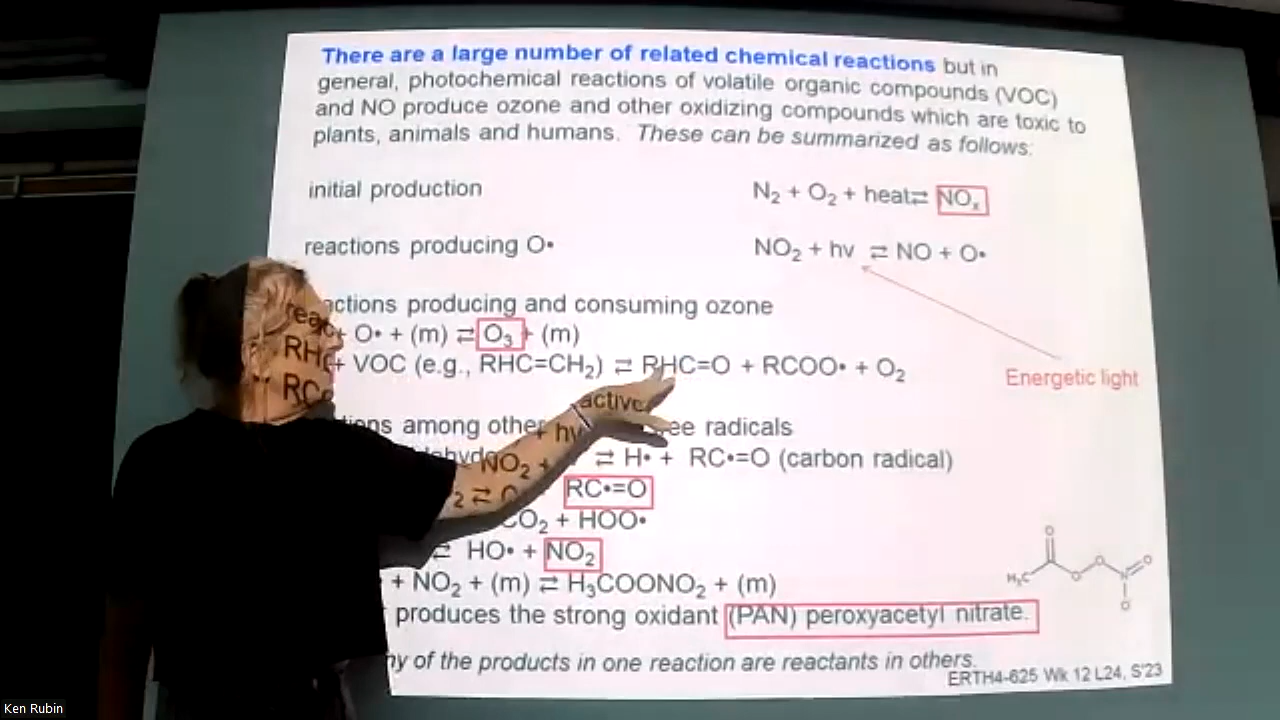 There are a large number of related chemical reactions but in
general, photochemical reactions of volatile organic compounds (VOC)
and NO produce ozone and other oxidizing compounds which are toxic to
plants, animals and humans. These can be summarized as follows:
initial production N₂ + O₂ + heat⇄ NOₓ
reactions producing O• NO₂ + hv ⇄ NO + O•
reactions producing and consuming ozone
+ O• + (m) ⇄ O₃ + (m)
+ VOC (e.g., RHC=CH₂) ⇄ RHC=O + RCOO• + O₂
Energetic light
among other free radicals
⇄ H• + RC•=O (carbon radical)
RC•=O
CO₂ + HOO•
⇄ HO• + NO₂
+ NO₂ + (m) ⇄ H₃COONO₂ + (m)
produces the strong oxidant (PAN) peroxyacetyl nitrate.
H₃C O O O N O O
of the products in one reaction are reactants in others.
ERTH4-625 Wk 12 L24, S'23
Ken Rubin